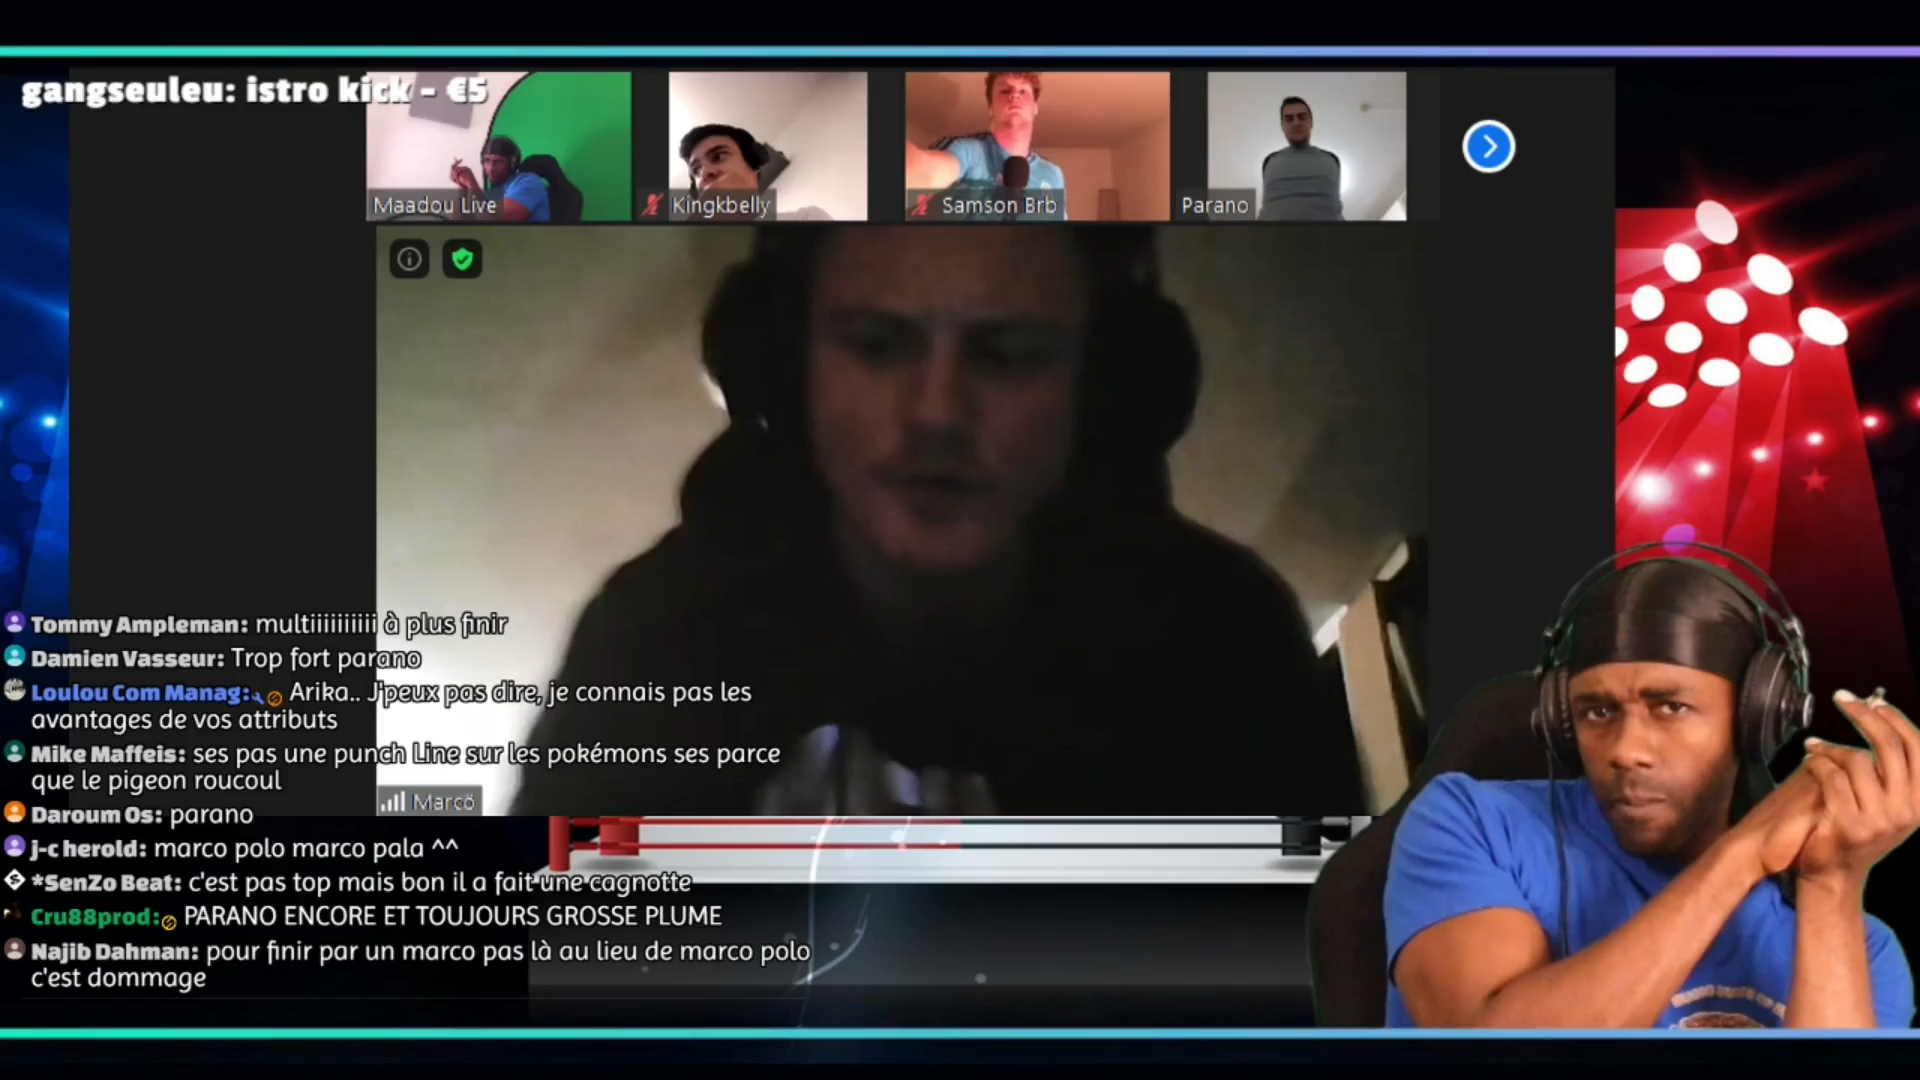 gangseuleu: istro kick - €5
Maadou Live
Kingkbelly
Samson Brb
Parano
Tommy Ampleman: multiiiiiiiiii à plus finir
Damien Vasseur: Trop fort parano
Loulou Com Manag: Arika.. J'peux pas dire, je connais pas les
avantages de vos attributs
Mike Maffeis: ses pas une punch Line sur les pokémons ses parce
que le pigeon roucoul
Marco
Daroum Os: parano
j-c herold: marco polo marco pala ^^
*SenZo Beat: c'est pas top mais bon il a fait une cagnotte
Cru88prod: PARANO ENCORE ET TOUJOURS GROSSE PLUME
Najib Dahman: pour finir par un marco pas là au lieu de marco polo
c'est dommage